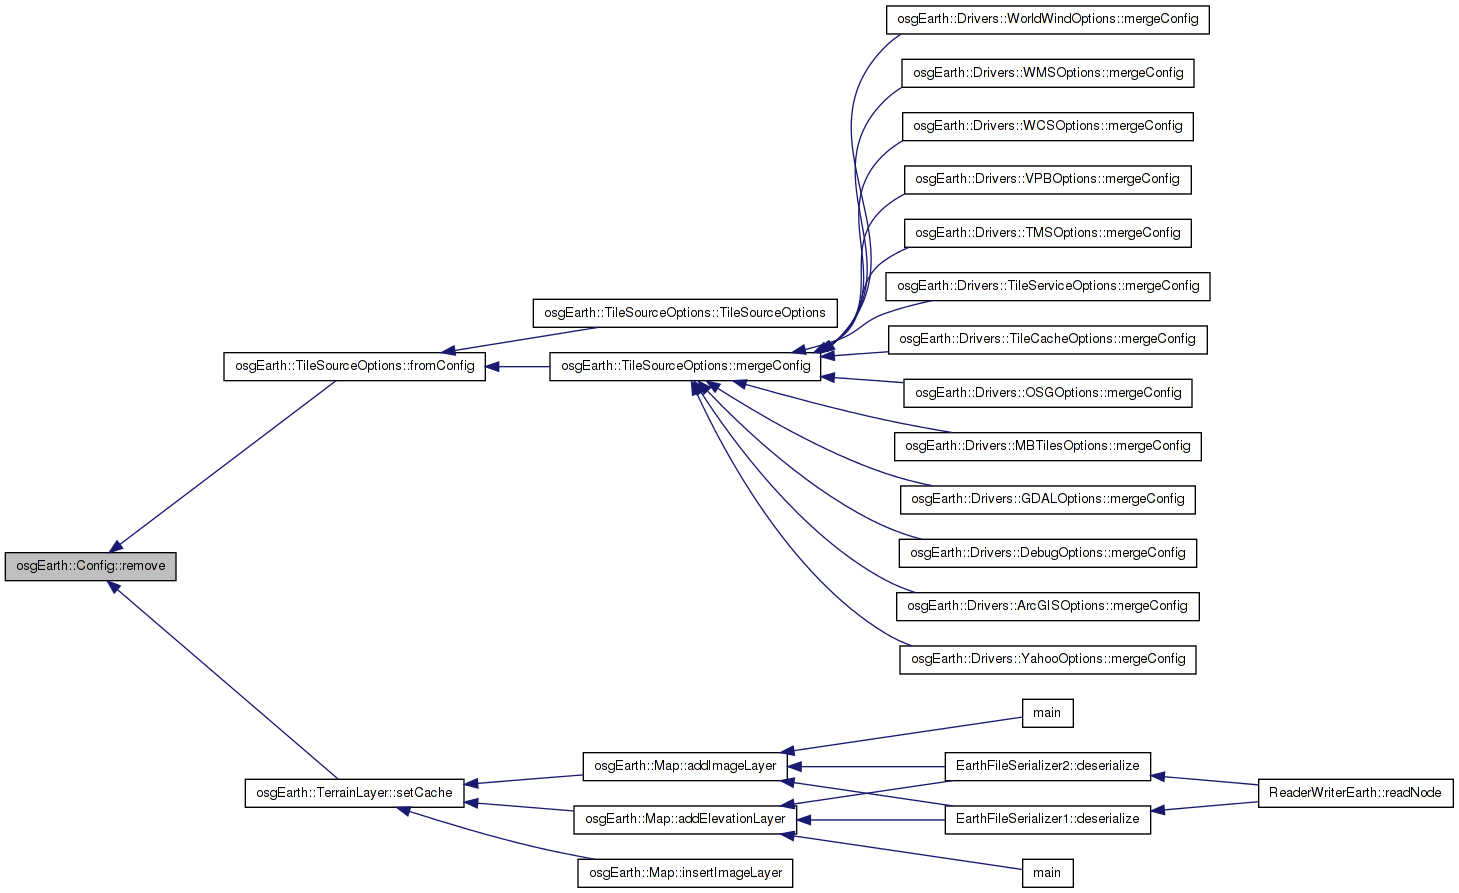 osgEarth::Drivers::WorldWindOptions::mergeConfig
osgEarth::Drivers::WMSOptions::mergeConfig
osgEarth::Drivers::WCSOptions::mergeConfig
osgEarth::Drivers::VPBOptions::mergeConfig
osgEarth::Drivers::TMSOptions::mergeConfig
osgEarth::Drivers::TileServiceOptions::mergeConfig
osgEarth::TileSourceOptions::TileSourceOptions
osgEarth::Drivers::TileCacheOptions::mergeConfig
osgEarth::TileSourceOptions::fromConfig
osgEarth::TileSourceOptions::mergeConfig
osgEarth::Drivers::OSGOptions::mergeConfig
osgEarth::Drivers::MBTilesOptions::mergeConfig
osgEarth::Drivers::GDALOptions::mergeConfig
osgEarth::Drivers::DebugOptions::mergeConfig
osgEarth::Config::remove
osgEarth::Drivers::ArcGISOptions::mergeConfig
osgEarth::Drivers::YahooOptions::mergeConfig
main
osgEarth::Map::addImageLayer
EarthFileSerializer2::deserialize
osgEarth::TerrainLayer::setCache
ReaderWriterEarth::readNode
osgEarth::Map::addElevationLayer
EarthFileSerializer1::deserialize
osgEarth::Map::insertImageLayer
main